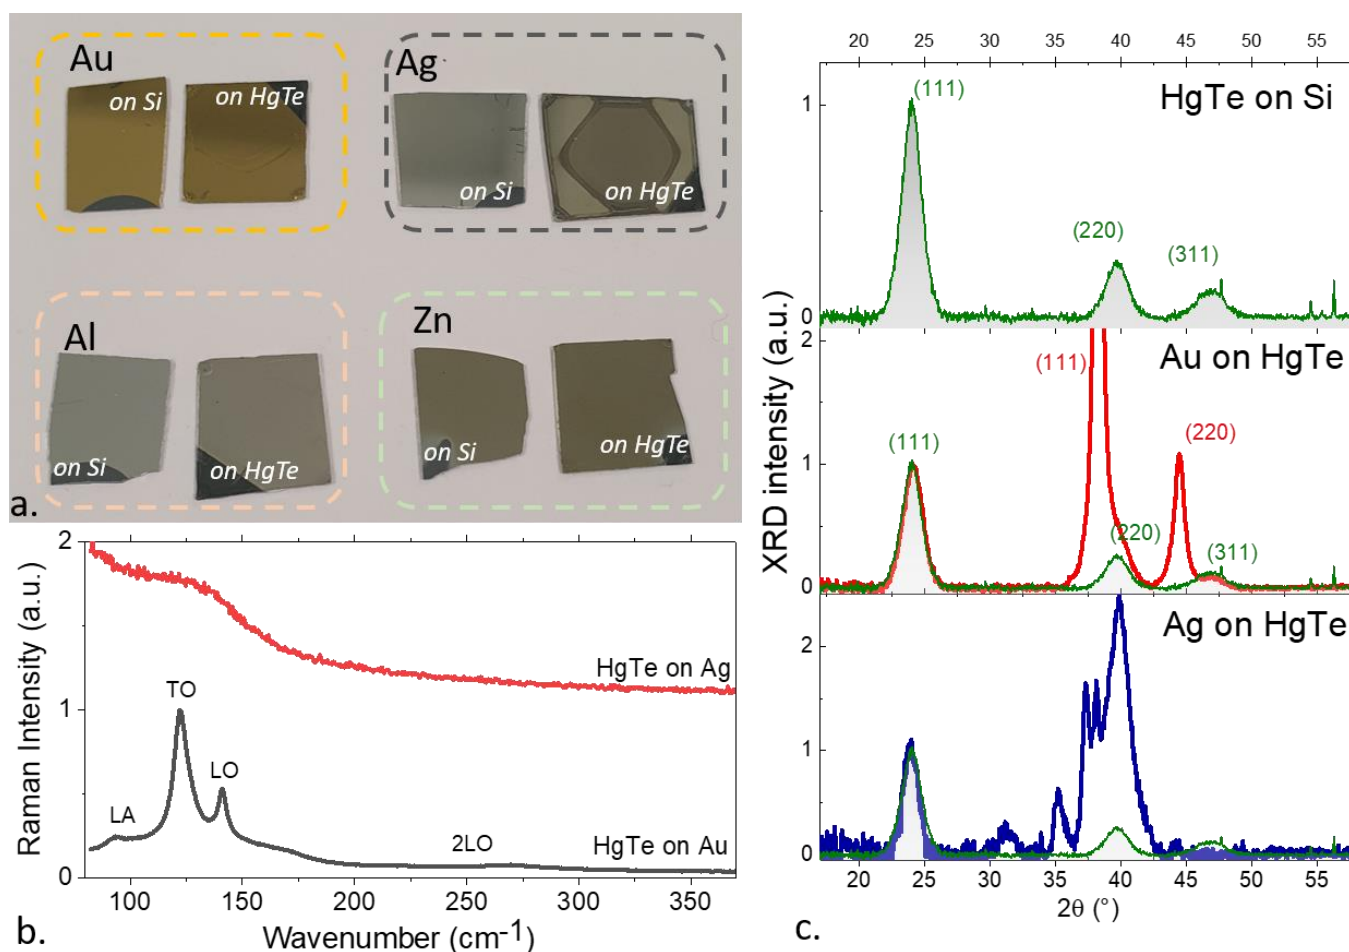 Au
on Si
on HgTe
Ag
on Si
on HgTe
Al
on Si
on HgTe
Zn
on Si
on HgTe
a.
2
1
0
Raman Intensity (a.u.)
HgTe on Ag
TO
LO
LA
2LO
HgTe on Au
100 150 200 250 300 350
Wavenumber (cm-1)
b.
20 25 30 35 40 45 50 55
HgTe on Si
(111)
(220)
(311)
1
0
XRD intensity (a.u.)
Au on HgTe
2
1
0
(111)
(111)
(220)
(220)
(311)
Ag on HgTe
2
1
0
20 25 30 35 40 45 50 55
2θ (°)
c.